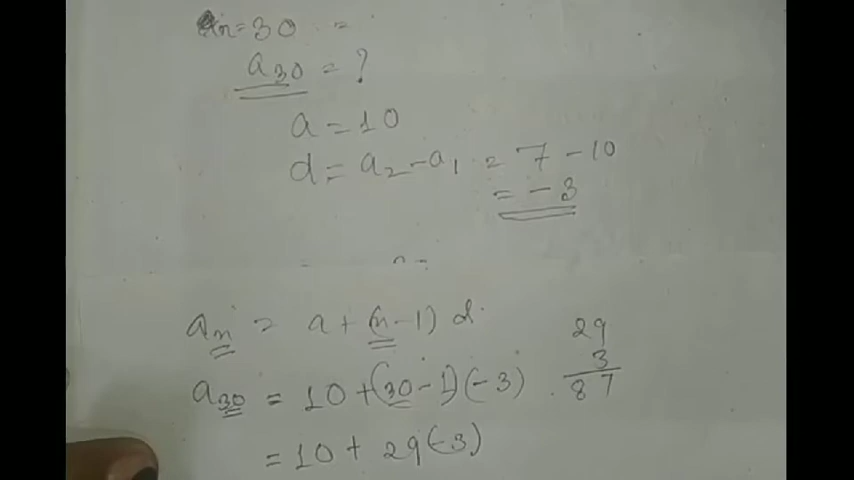 n=30 =
a30 = ?
a = 10
d = a2-a1 = 7-10
= -3
an = a+(n-1) d.
a30 = 10+(30-1)(-3)
= 10+ 29(-3)
29
3
87